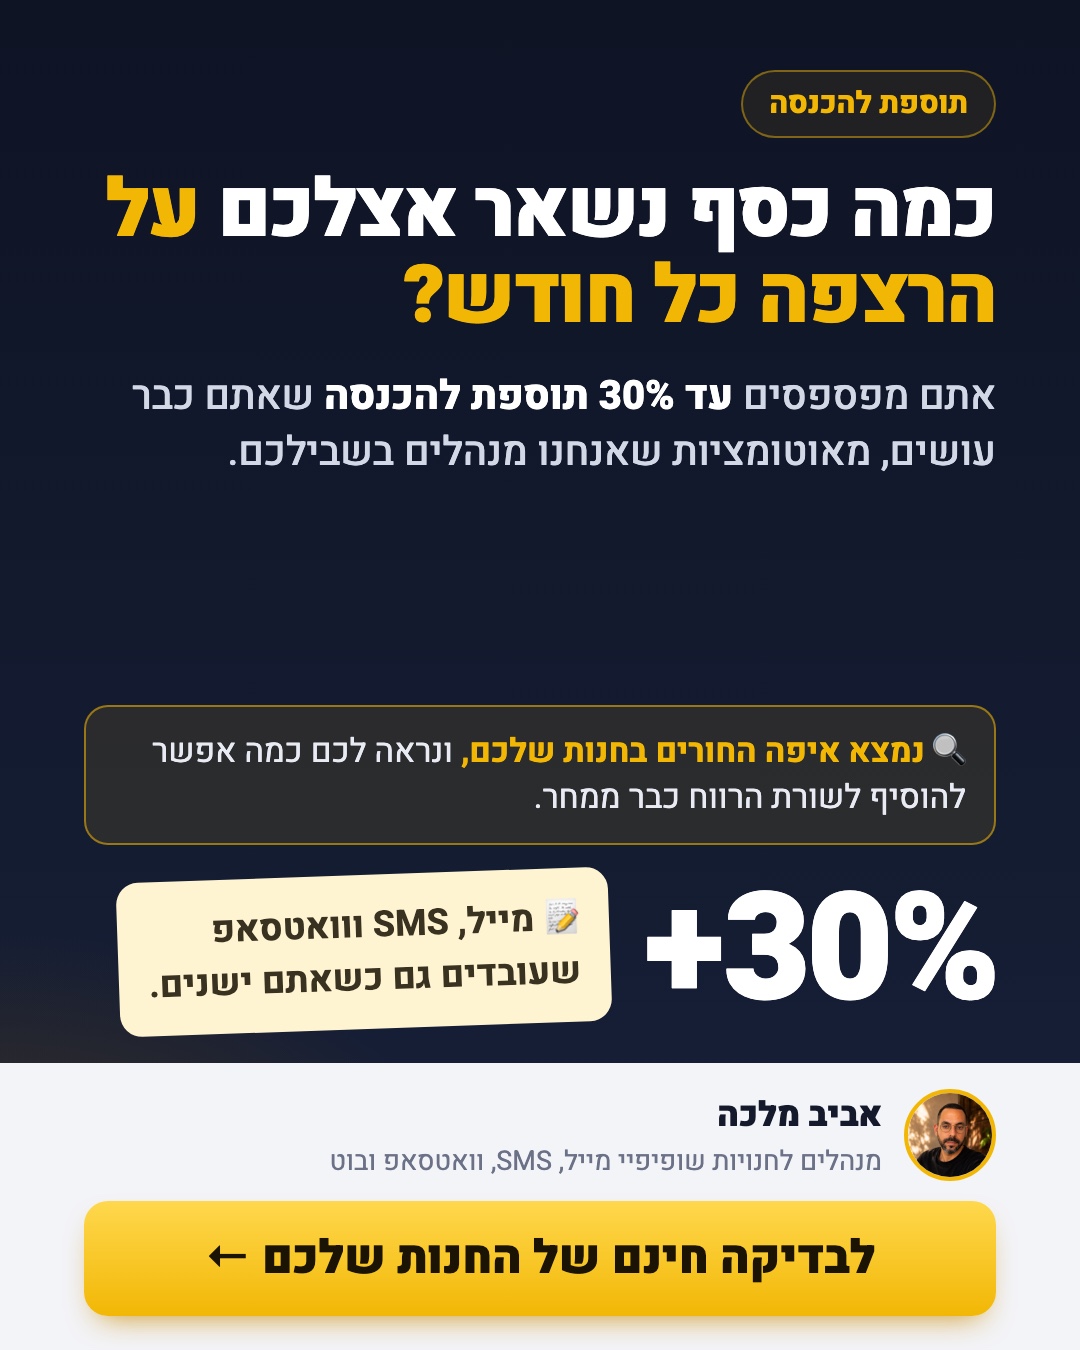 תוספת להכנסה
כמה כסף נשאר אצלכם על
הרצפה כל חודש?
אתם מפספסים עד 30% תוספת להכנסה שאתם כבר
עושים, מאוטומציות שאנחנו מנהלים בשבילכם.
🔍 נמצא איפה החורים בחנות שלכם, ונראה לכם כמה אפשר
להוסיף לשורת הרווח כבר ממחר.
+30%
📝 מייל, SMS וווואטסאפ
שעובדים גם כשאתם ישנים.
אביב מלכה
מנהלים לחנויות שופיפיי מייל, SMS, וואטסאפ ובוט
לבדיקה חינם של החנות שלכם ←